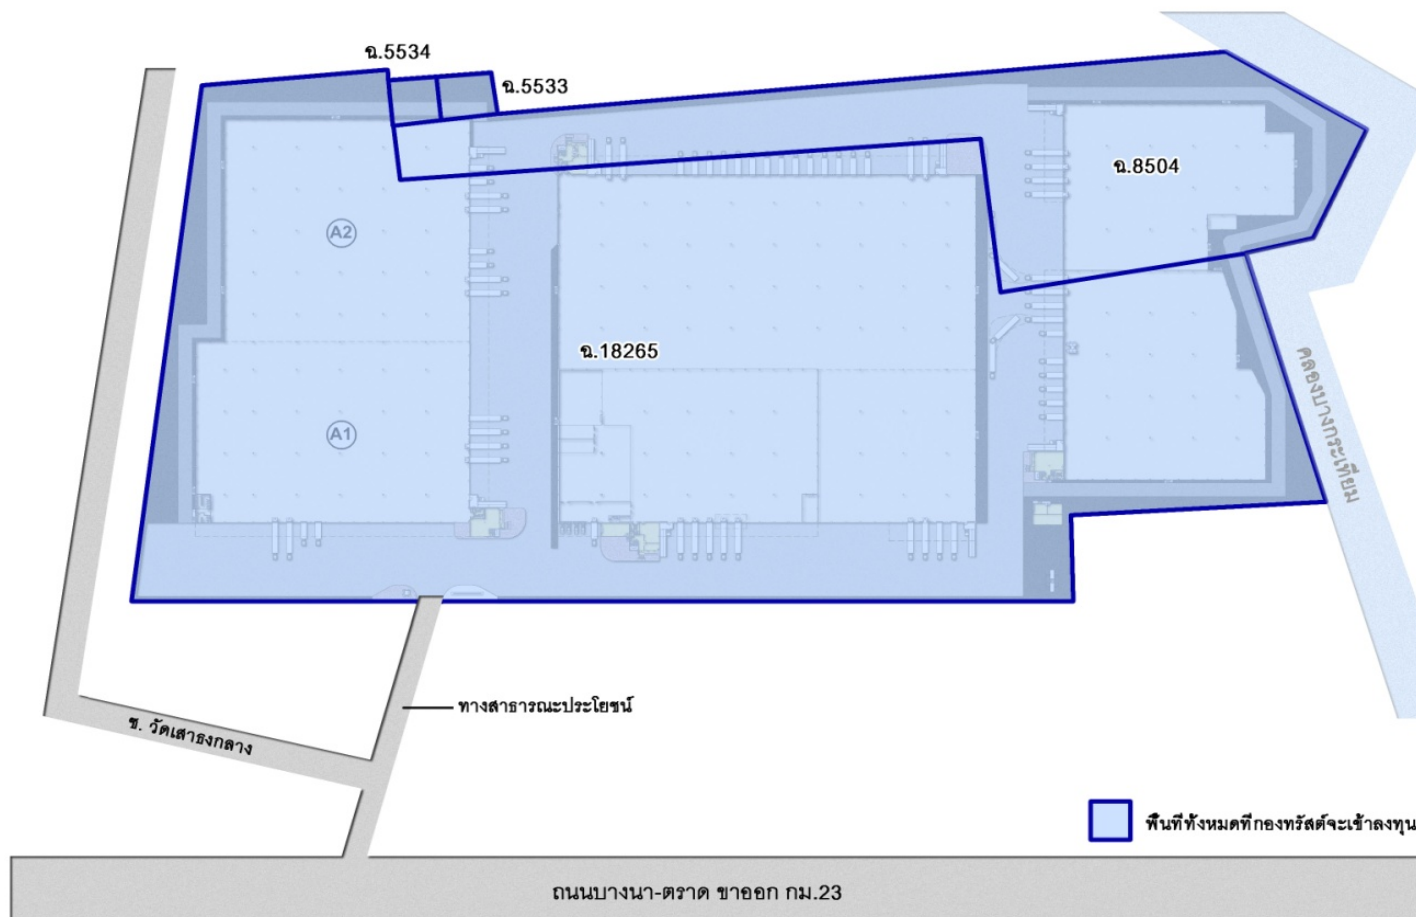 ฉ.5534
ฉ.5533
ฉ.8504
A2
ฉ.18265
คลองบางกระเทียม
A1
ทางสาธารณะประโยชน์
ซ. วัดเสาธงกลาง
พื้นที่ทั้งหมดที่กองทรัสต์จะเข้าลงทุน
ถนนบางนา-ตราด ขาออก กม.23